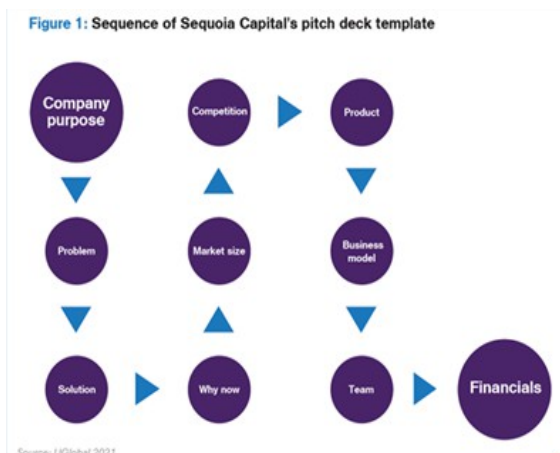 Figure 1: Sequence of Sequoia Capital's pitch deck template
Company
purpose
Problem
Solution
Why now
Market size
Competition
Product
Business
model
Team
Financials